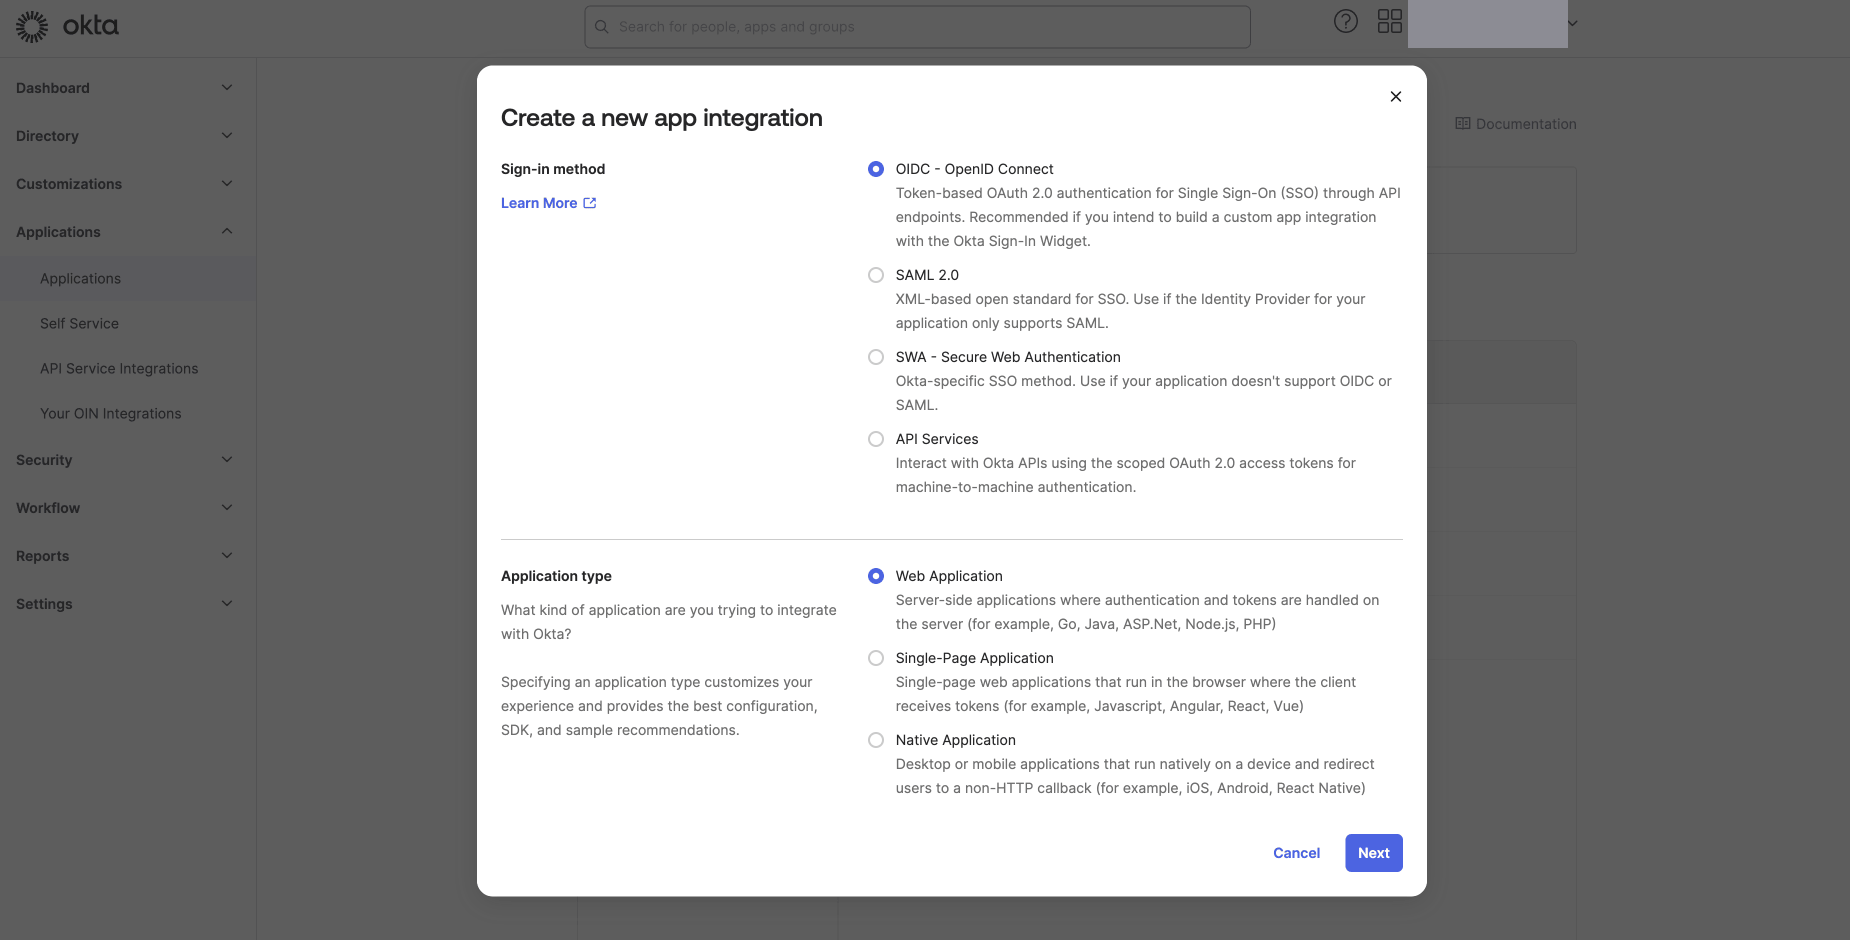 okta
Search for people, apps and groups
Dashboard
Directory
Customizations
Applications
Applications
Self Service
API Service Integrations
Your OIN Integrations
Security
Workflow
Reports
Settings
Documentation
Create a new app integration
Sign-in method
Learn More
OIDC - OpenID Connect
Token-based OAuth 2.0 authentication for Single Sign-On (SSO) through API
endpoints. Recommended if you intend to build a custom app integration
with the Okta Sign-In Widget.
SAML 2.0
XML-based open standard for SSO. Use if the Identity Provider for your
application only supports SAML.
SWA - Secure Web Authentication
Okta-specific SSO method. Use if your application doesn't support OIDC or
SAML.
API Services
Interact with Okta APIs using the scoped OAuth 2.0 access tokens for
machine-to-machine authentication.
Application type
What kind of application are you trying to integrate
with Okta?
Specifying an application type customizes your
experience and provides the best configuration,
SDK, and sample recommendations.
Web Application
Server-side applications where authentication and tokens are handled on
the server (for example, Go, Java, ASP.Net, Node.js, PHP)
Single-Page Application
Single-page web applications that run in the browser where the client
receives tokens (for example, Javascript, Angular, React, Vue)
Native Application
Desktop or mobile applications that run natively on a device and redirect
users to a non-HTTP callback (for example, iOS, Android, React Native)
Cancel
Next